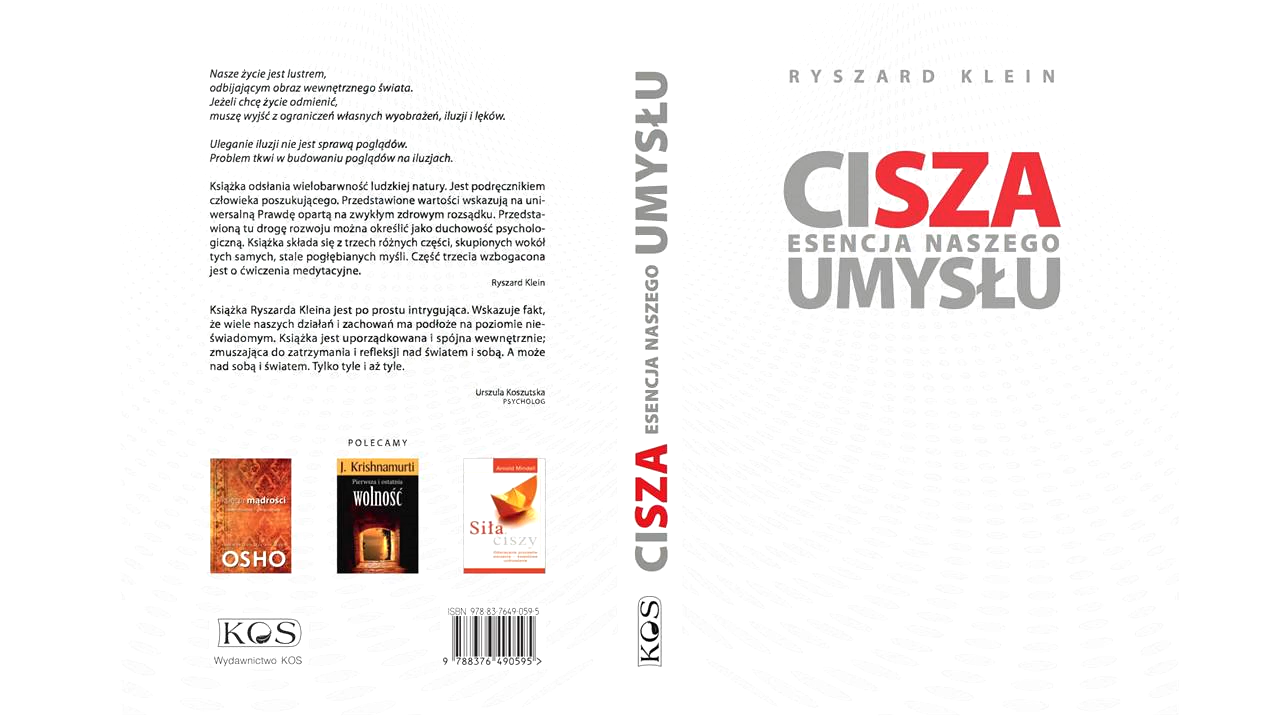 Nasze życie jest lustrem,
odbijającym obraz wewnętrznego świata.
Jeżeli chcę życie odmienić,
muszę wyjść z ograniczeń własnych wyobrażeń, iluzji i lęków.
Uleganie iluzji nie jest sprawą poglądów.
Problem tkwi w budowaniu poglądów na iluzjach.
Książka odsłania wielobarwność ludzkiej natury. Jest podręcznikiem
człowieka poszukującego. Przedstawione wartości wskazują na uni-
wersalną Prawdę opartą na zwykłym zdrowym rozsądku. Przedsta-
wioną tu drogę rozwoju można określić jako duchowość psycholo-
giczną. Książka składa się z trzech różnych części, skupionych wokół
tych samych, stale pogłębianych myśli. Część trzecia wzbogacona
jest o ćwiczenia medytacyjne.
Ryszard Klein
Książka Ryszarda Kleina jest po prostu intrygująca. Wskazuje fakt,
że wiele naszych działań i zachowań ma podłoże na poziomie nie-
świadomym. Książka jest uporządkowana i spójna wewnętrznie;
zmuszająca do zatrzymania i refleksji nad światem i sobą. A może
nad sobą i światem. Tylko tyle i aż tyle.
Urszula Koszutska
PSYCHOLOG
POLECAMY
mądrości
OSHO
J. Krishnamurti
Pierwsza i ostatnia
wolność
Arnold Mindell
Siła
ciszy
KOS
Wydawnictwo KOS
ISBN 978-83-7649-059-5
9 788376 490595 >
CISZA ESENCJA NASZEGO UMYSŁU
KOS
RYSZARD KLEIN
CISZA
ESENCJA NASZEGO
UMYSŁU